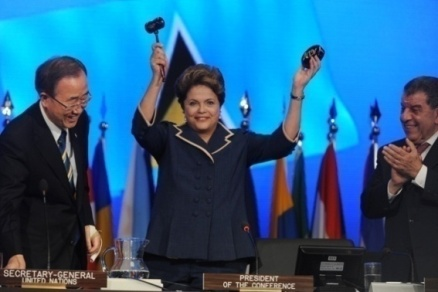 SECRETARY-GENERAL
UNITED NATIONS
PRESIDENT
OF THE CONFERENCE